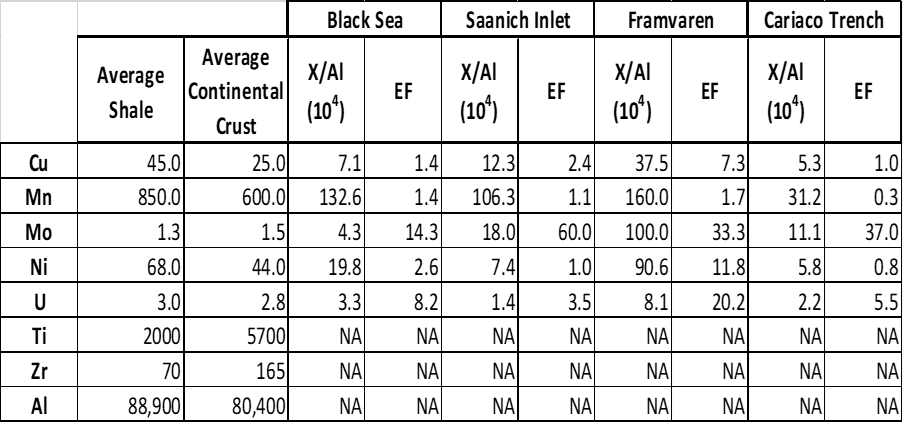 Black Sea Saanich Inlet Framvaren Cariaco Trench
Average Shale Average Continental Crust X/Al (10⁴) EF X/Al (10⁴) EF X/Al (10⁴) EF X/Al (10⁴) EF
Cu 45.0 25.0 7.1 1.4 12.3 2.4 37.5 7.3 5.3 1.0
Mn 850.0 600.0 132.6 1.4 106.3 1.1 160.0 1.7 31.2 0.3
Mo 1.3 1.5 4.3 14.3 18.0 60.0 100.0 33.3 11.1 37.0
Ni 68.0 44.0 19.8 2.6 7.4 1.0 90.6 11.8 5.8 0.8
U 3.0 2.8 3.3 8.2 1.4 3.5 8.1 20.2 2.2 5.5
Ti 2000 5700 NA NA NA NA NA NA NA NA
Zr 70 165 NA NA NA NA NA NA NA NA
Al 88,900 80,400 NA NA NA NA NA NA NA NA